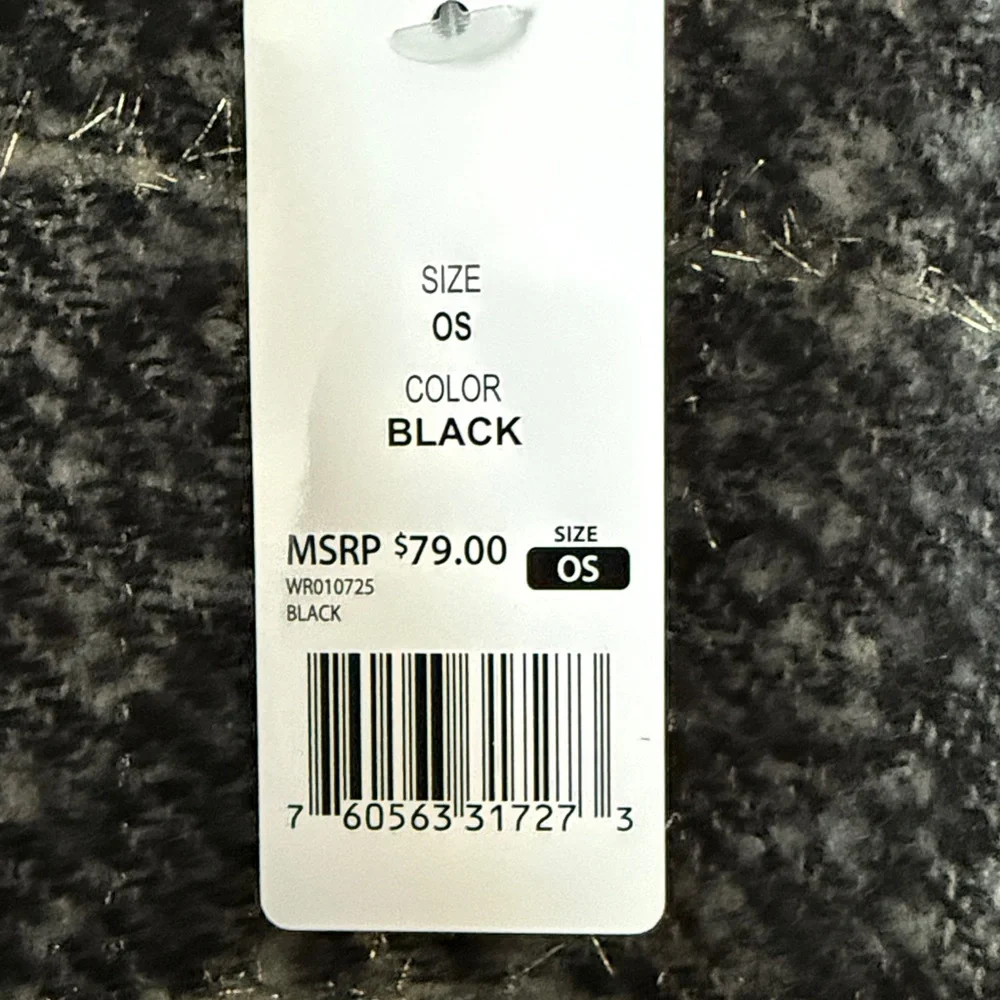 SIZE
OS
COLOR
BLACK
MSRP $79.00
WR010725
BLACK
SIZE
OS
7 60563 31727 3